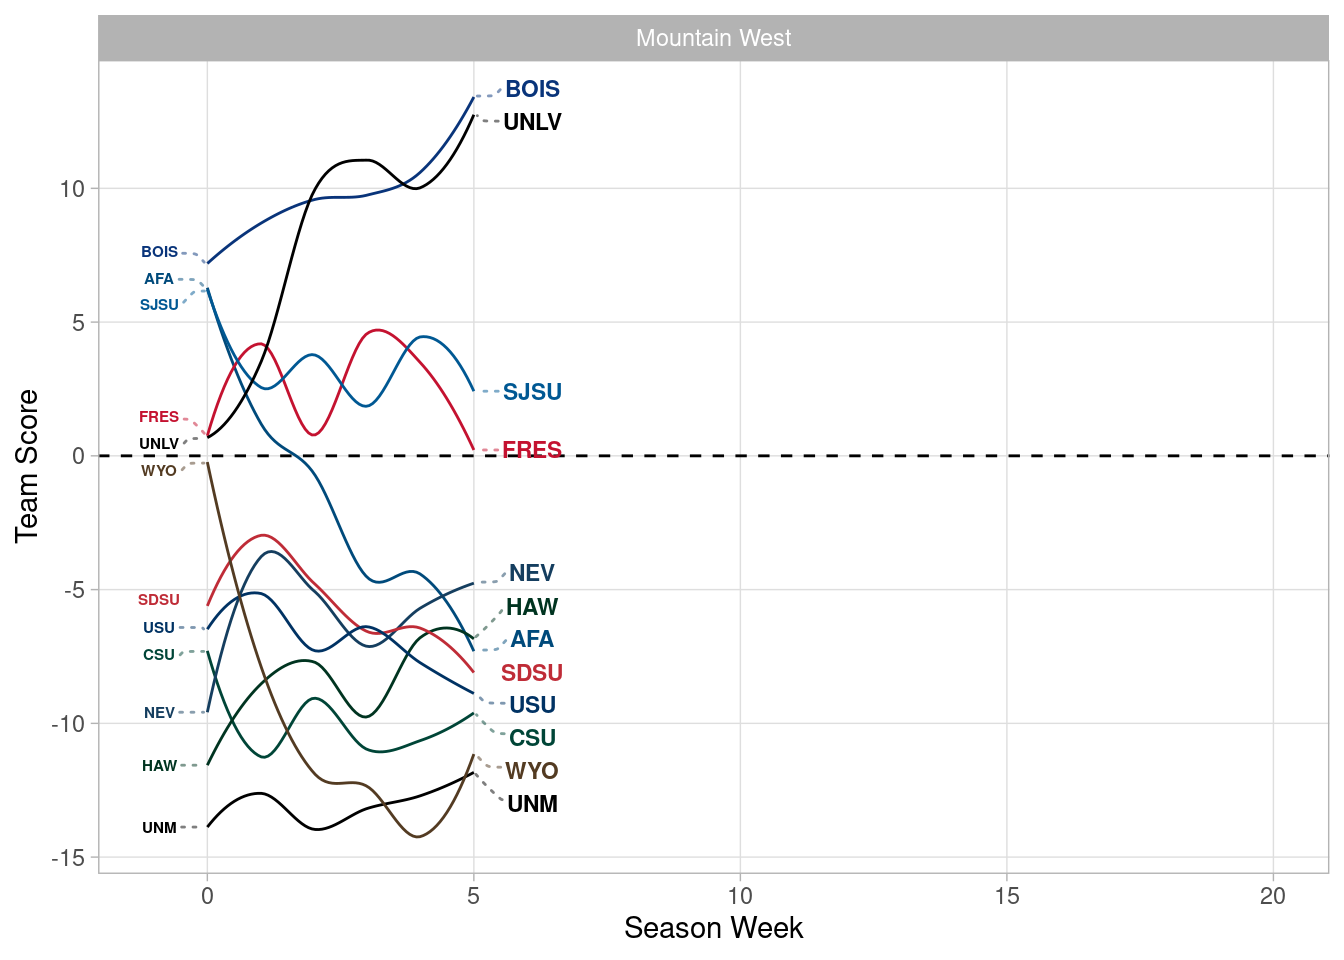 Mountain West
Team Score
10
5
0
-5
-10
-15
BOIS
AFA
SJSU
FRES
UNLV
WYO
SDSU
USU
CSU
NEV
HAW
UNM
BOIS
UNLV
SJSU
FRES
NEV
HAW
AFA
SDSU
USU
CSU
WYO
UNM
0 5 10 15 20
Season Week